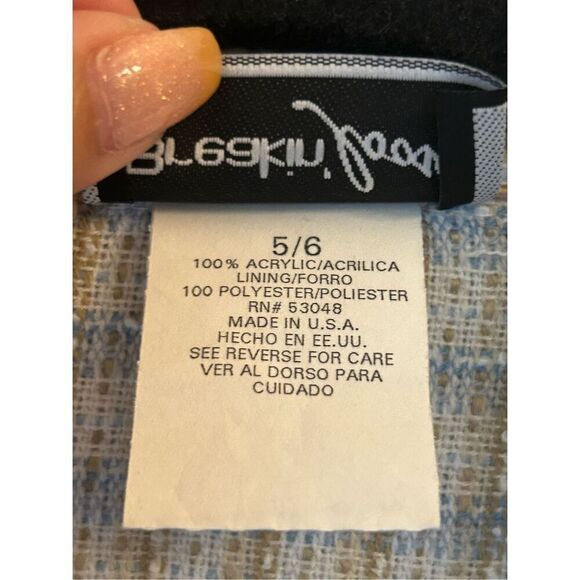 Breakin'
5/6
100% ACRYLIC/ACRILICA
LINING/FORRO
100 POLYESTER/POLIESTER
RN# 53048
MADE IN U.S.A.
HECHO EN EE.UU.
SEE REVERSE FOR CARE
VER AL DORSO PARA
CUIDADO